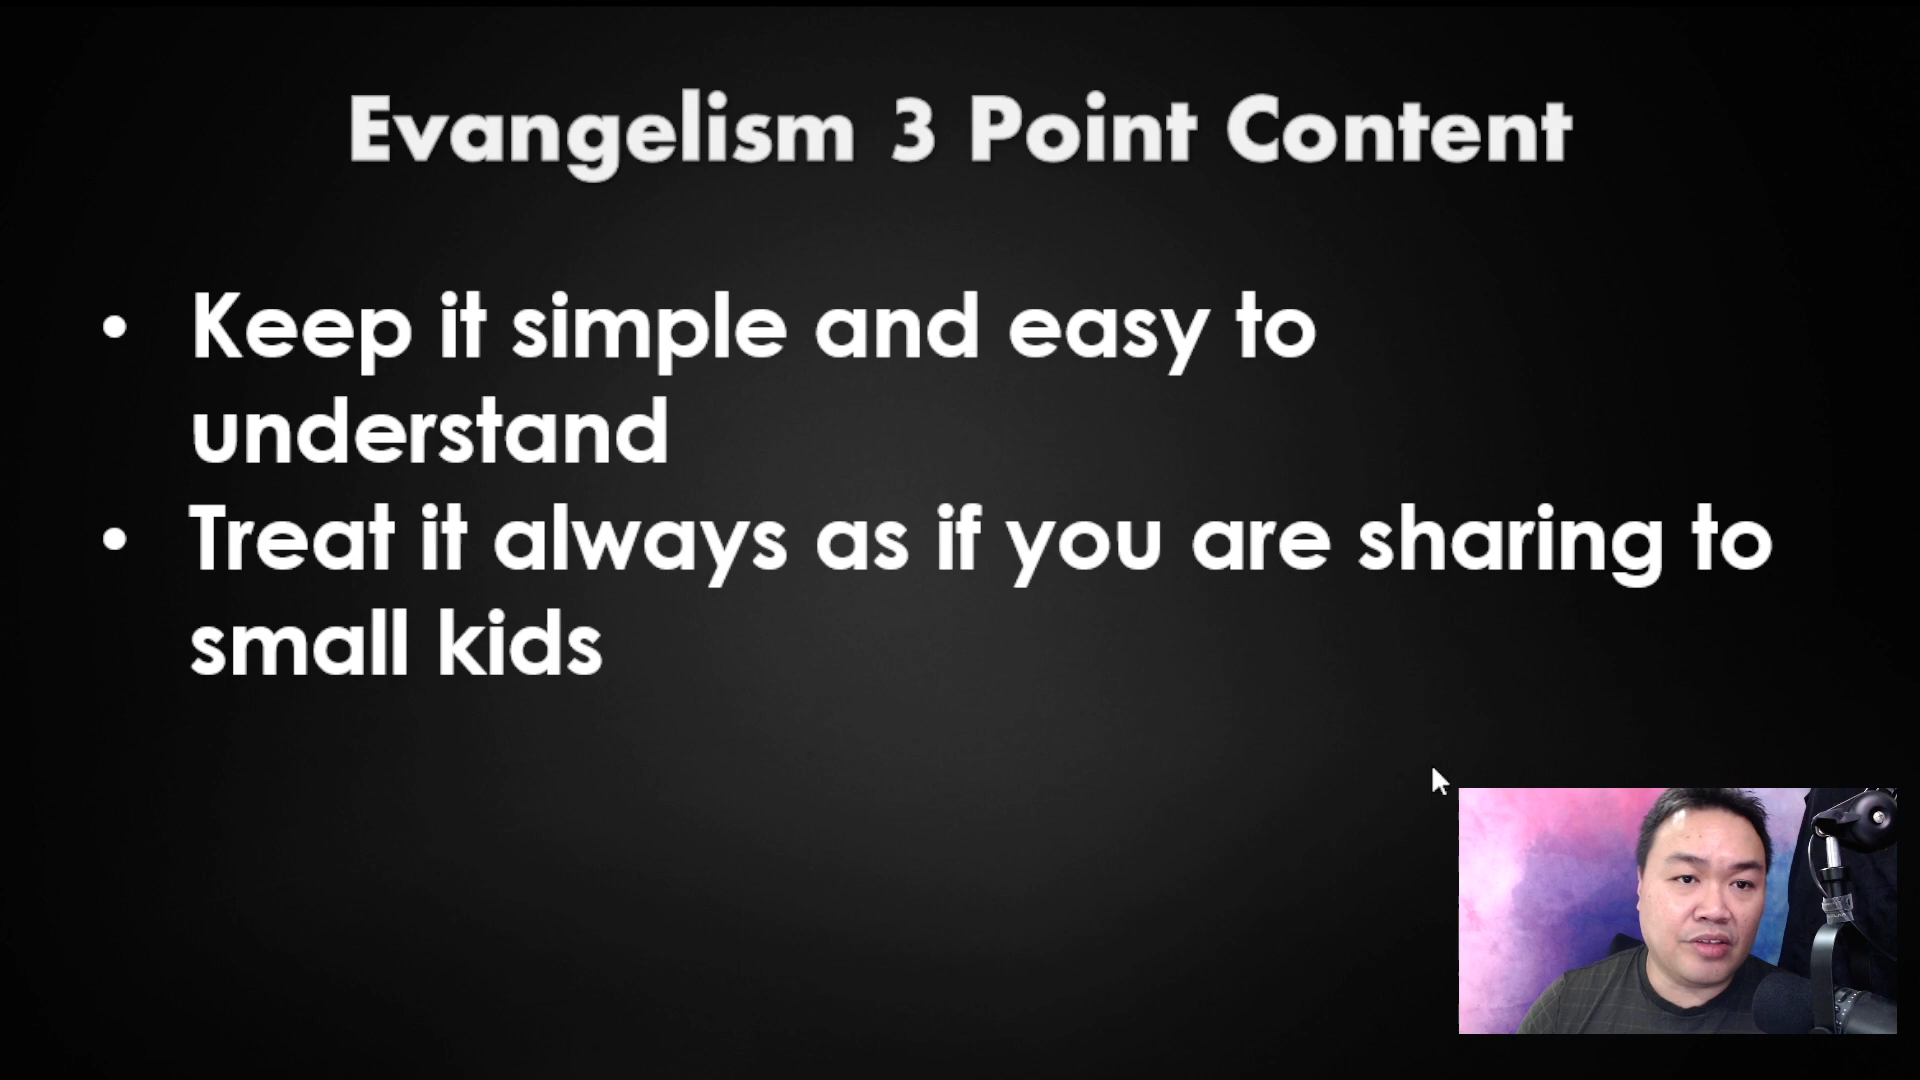 Evangelism 3 Point Content
• Keep it simple and easy to
understand
• Treat it always as if you are sharing to
small kids